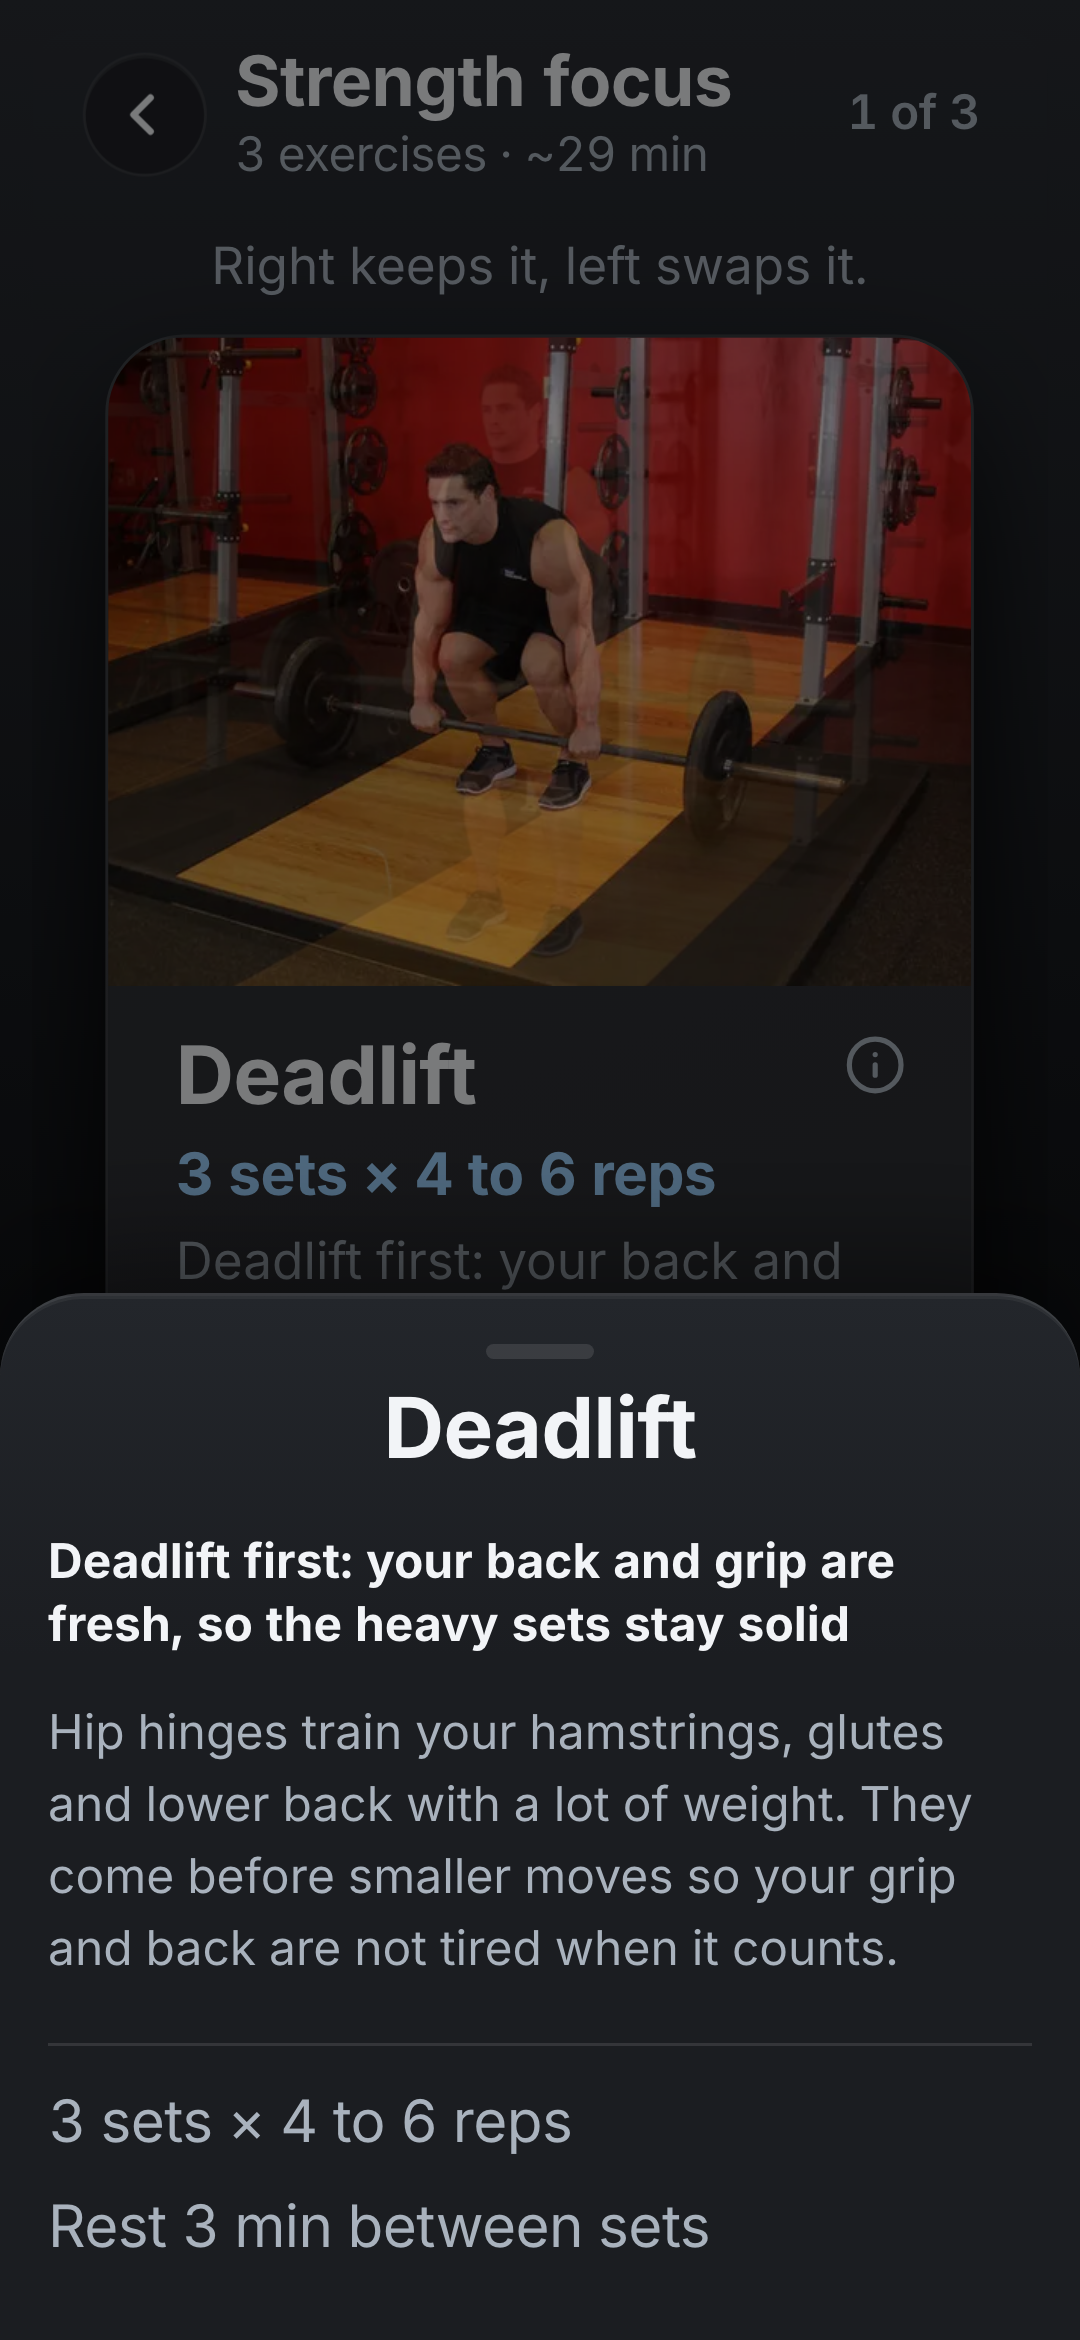 Strength focus
3 exercises · ~29 min
1 of 3
Right keeps it, left swaps it.
Deadlift
3 sets × 4 to 6 reps
Deadlift first: your back and
Deadlift
Deadlift first: your back and grip are
fresh, so the heavy sets stay solid
Hip hinges train your hamstrings, glutes
and lower back with a lot of weight. They
come before smaller moves so your grip
and back are not tired when it counts.
3 sets × 4 to 6 reps
Rest 3 min between sets